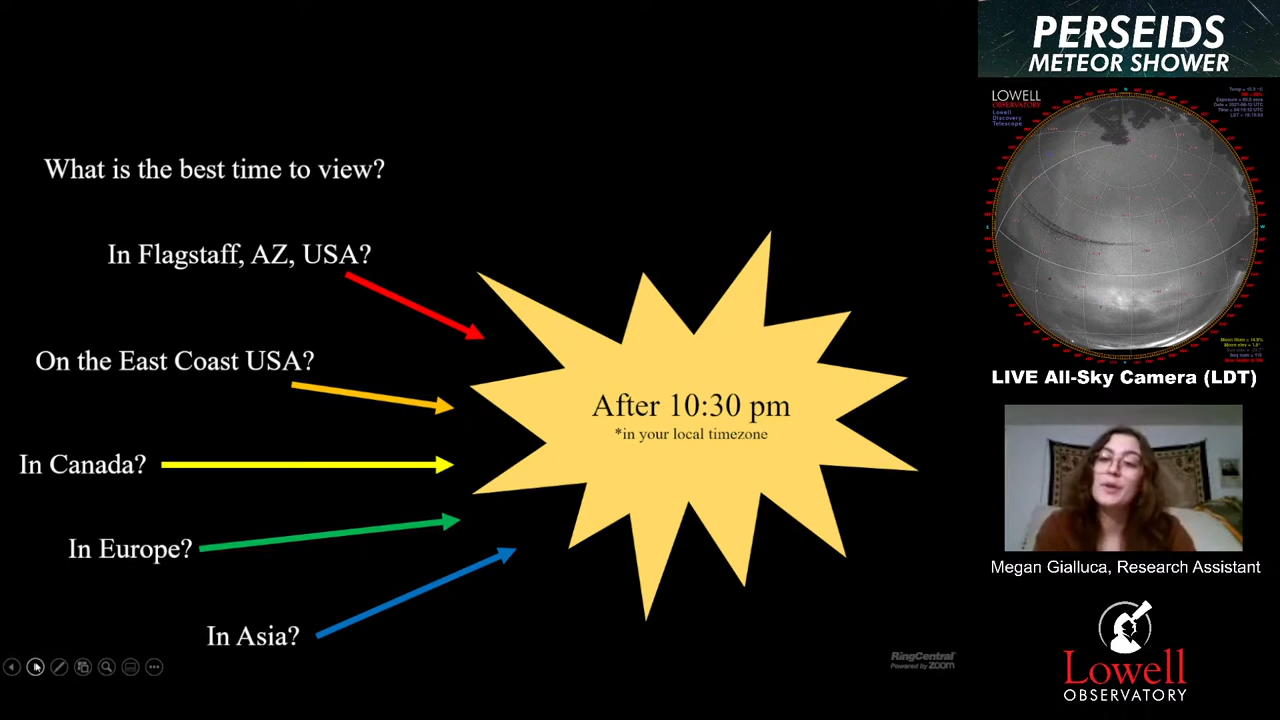 What is the best time to view?
In Flagstaff, AZ, USA?
On the East Coast USA?
In Canada?
In Europe?
In Asia?
After 10:30 pm
*in your local timezone
RingCentral
Powered by zoom
PERSEIDS
METEOR SHOWER
LOWELL
OBSERVATORY
Lowell
Discovery
Telescope
LIVE All-Sky Camera (LDT)
Megan Gialluca, Research Assistant
Lowell
OBSERVATORY